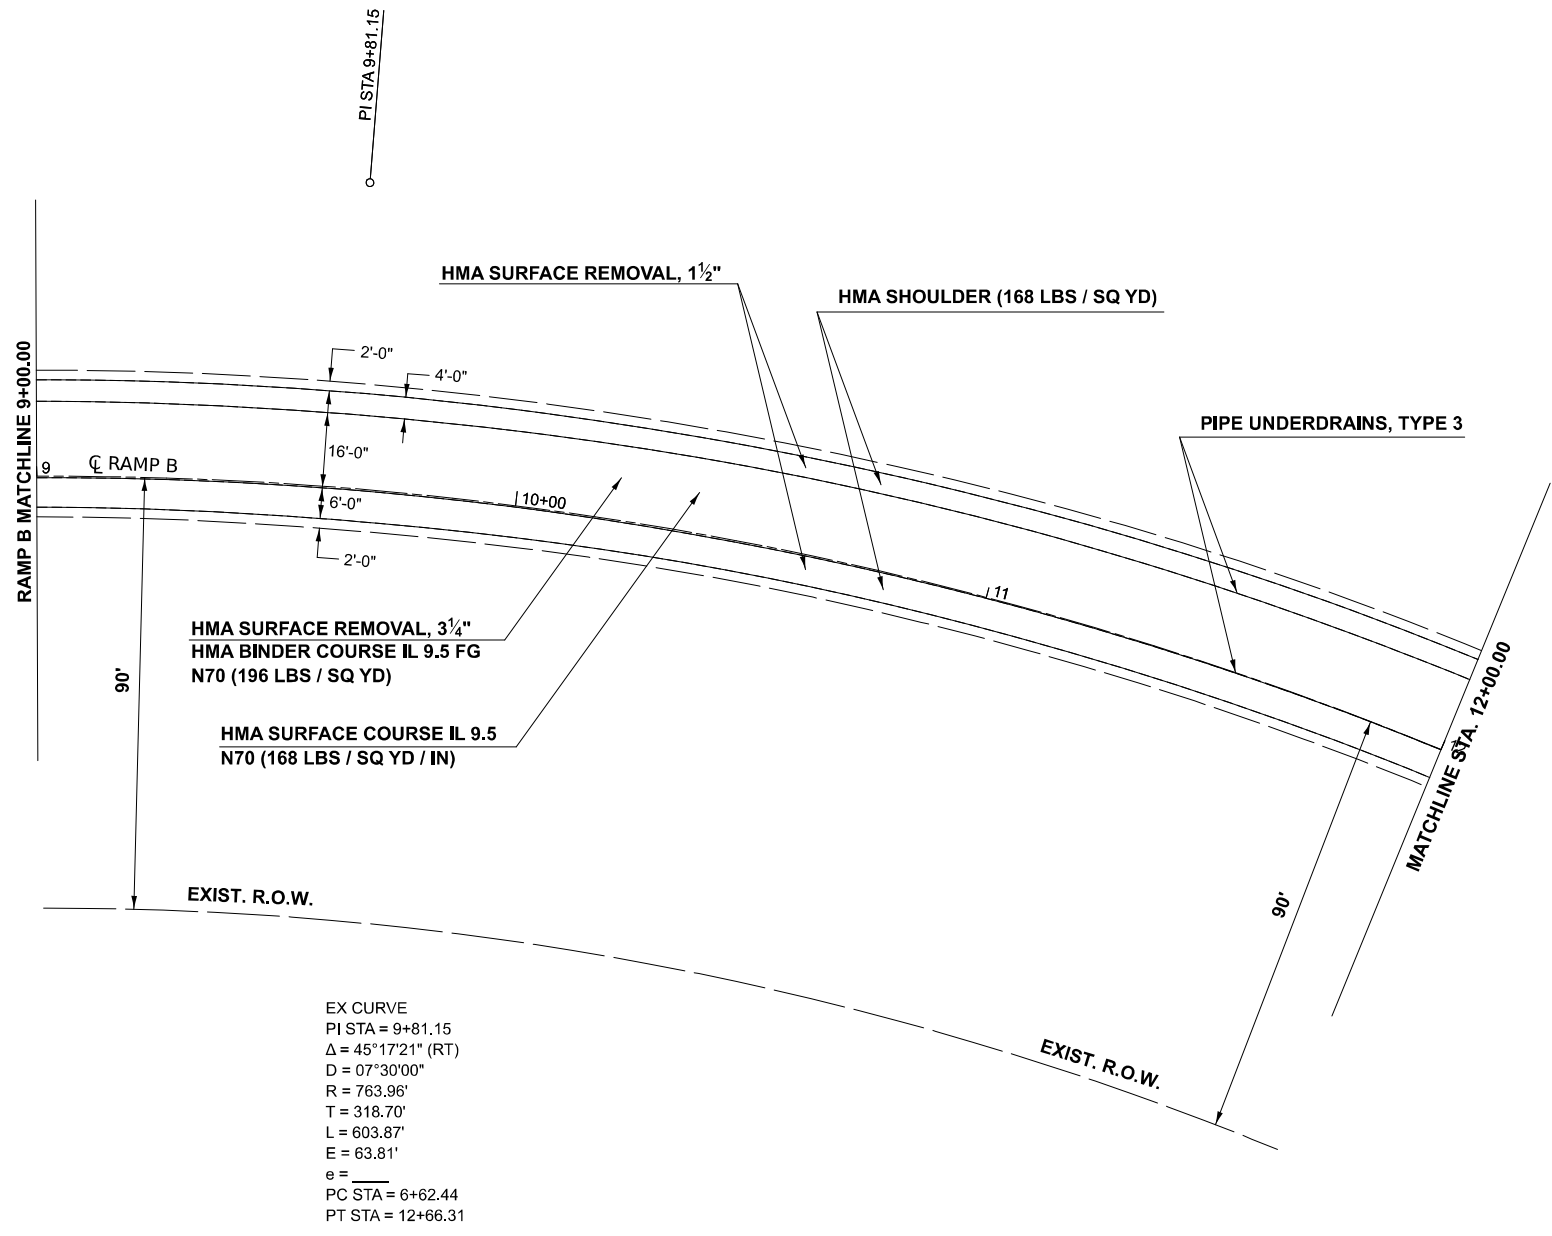 PI STA 9+81.15
HMA SURFACE REMOVAL, 1½"
HMA SHOULDER (168 LBS / SQ YD)
PIPE UNDERDRAINS, TYPE 3
RAMP B MATCHLINE 9+00.00
2'-0"
4'-0"
16'-0"
6'-0"
2'-0"
9
℄ RAMP B
10+00
11
HMA SURFACE REMOVAL, 3¼"
HMA BINDER COURSE IL 9.5 FG
N70 (196 LBS / SQ YD)
HMA SURFACE COURSE IL 9.5
N70 (168 LBS / SQ YD / IN)
90'
MATCHLINE STA. 12+00.00
90'
EXIST. R.O.W.
EXIST. R.O.W.
EX CURVE
PI STA = 9+81.15
Δ = 45°17'21" (RT)
D = 07°30'00"
R = 763.96'
T = 318.70'
L = 603.87'
E = 63.81'
e = ____
PC STA = 6+62.44
PT STA = 12+66.31